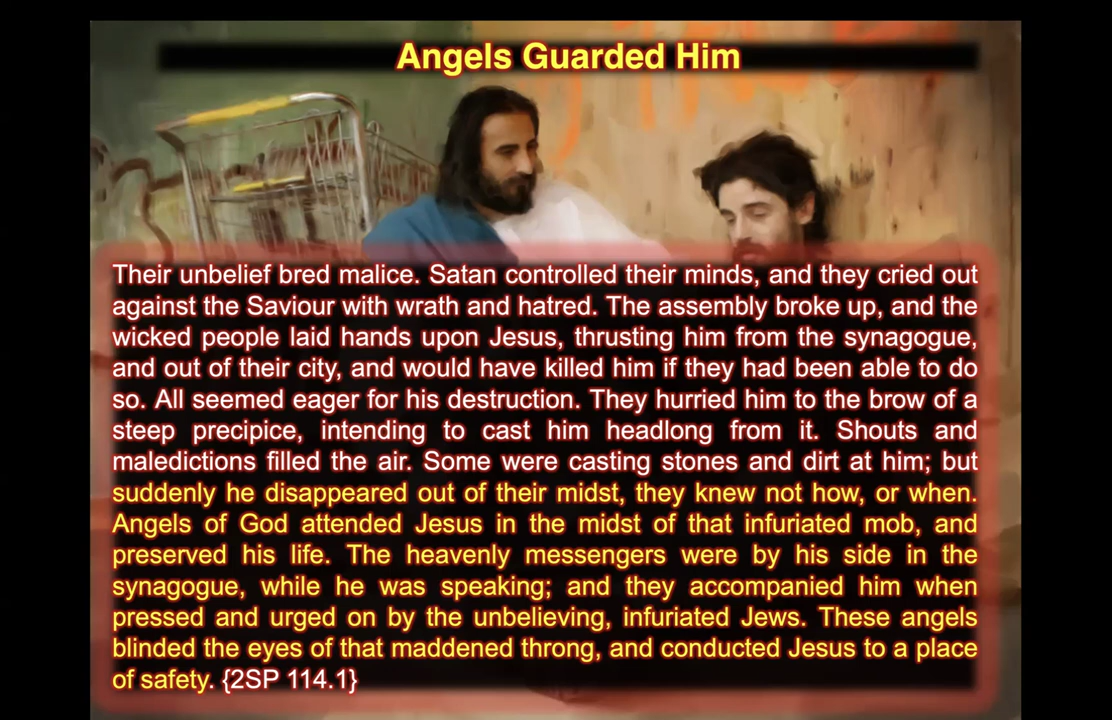 Angels Guarded Him
Their unbelief bred malice. Satan controlled their minds, and they cried out
against the Saviour with wrath and hatred. The assembly broke up, and the
wicked people laid hands upon Jesus, thrusting him from the synagogue,
and out of their city, and would have killed him if they had been able to do
so. All seemed eager for his destruction. They hurried him to the brow of a
steep precipice, intending to cast him headlong from it. Shouts and
maledictions filled the air. Some were casting stones and dirt at him; but
suddenly he disappeared out of their midst, they knew not how, or when.
Angels of God attended Jesus in the midst of that infuriated mob, and
preserved his life. The heavenly messengers were by his side in the
synagogue, while he was speaking; and they accompanied him when
pressed and urged on by the unbelieving, infuriated Jews. These angels
blinded the eyes of that maddened throng, and conducted Jesus to a place
of safety. {2SP 114.1}